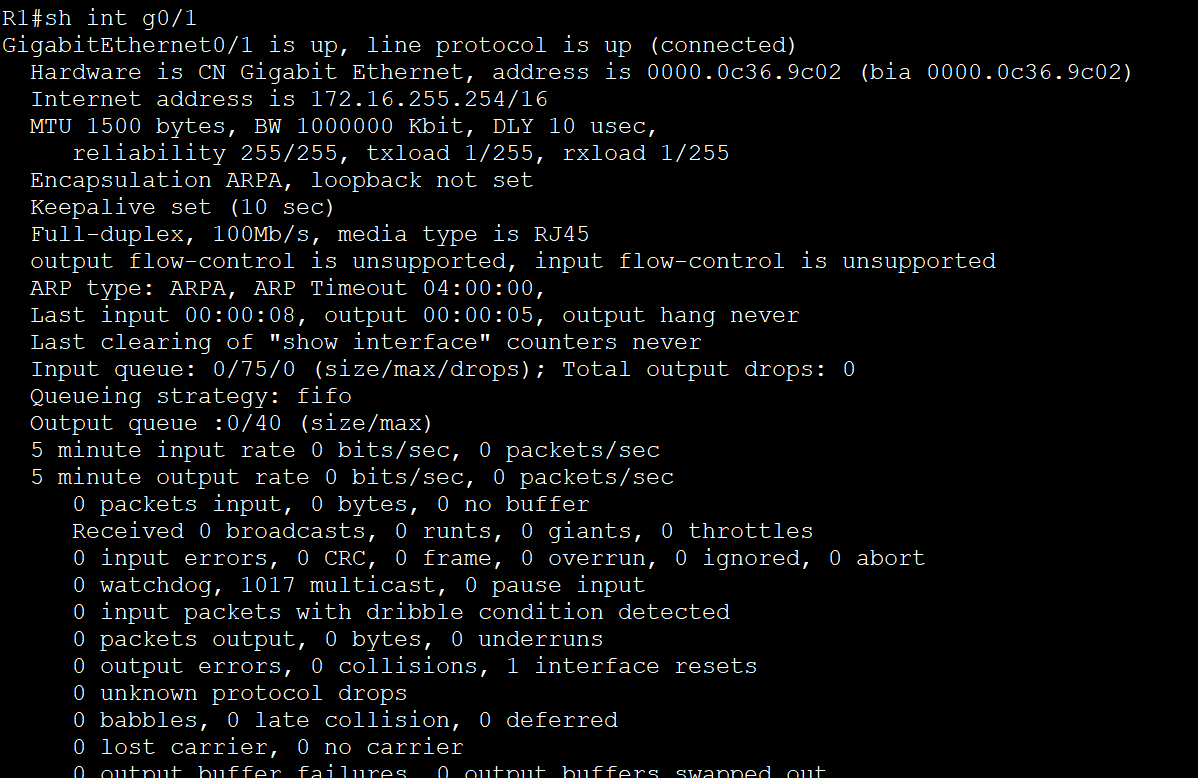 R1#sh int g0/1
GigabitEthernet0/1 is up, line protocol is up (connected)
Hardware is CN Gigabit Ethernet, address is 0000.0c36.9c02 (bia 0000.0c36.9c02)
Internet address is 172.16.255.254/16
MTU 1500 bytes, BW 1000000 Kbit, DLY 10 usec,
reliability 255/255, txload 1/255, rxload 1/255
Encapsulation ARPA, loopback not set
Keepalive set (10 sec)
Full-duplex, 100Mb/s, media type is RJ45
output flow-control is unsupported, input flow-control is unsupported
ARP type: ARPA, ARP Timeout 04:00:00,
Last input 00:00:08, output 00:00:05, output hang never
Last clearing of "show interface" counters never
Input queue: 0/75/0 (size/max/drops); Total output drops: 0
Queueing strategy: fifo
Output queue :0/40 (size/max)
5 minute input rate 0 bits/sec, 0 packets/sec
5 minute output rate 0 bits/sec, 0 packets/sec
0 packets input, 0 bytes, 0 no buffer
Received 0 broadcasts, 0 runts, 0 giants, 0 throttles
0 input errors, 0 CRC, 0 frame, 0 overrun, 0 ignored, 0 abort
0 watchdog, 1017 multicast, 0 pause input
0 input packets with dribble condition detected
0 packets output, 0 bytes, 0 underruns
0 output errors, 0 collisions, 1 interface resets
0 unknown protocol drops
0 babbles, 0 late collision, 0 deferred
0 lost carrier, 0 no carrier
0 output buffer failures, 0 output buffers swapped out